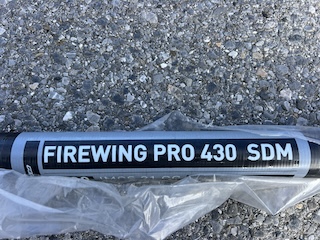 FIREWING PRO 430 SDM